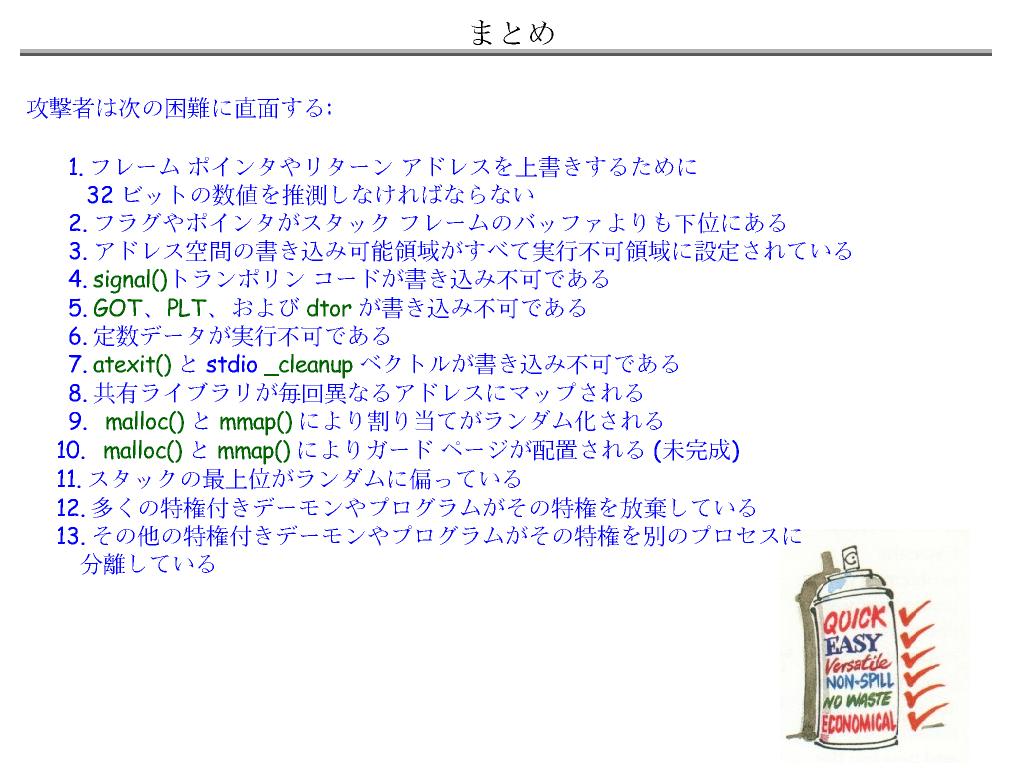 まとめ
攻撃者は次の困難に直面する:
1. フレーム ポインタやリターン アドレスを上書きするために
32 ビットの数値を推測しなければならない
2. フラグやポインタがスタック フレームのバッファよりも下位にある
3. アドレス空間の書き込み可能領域がすべて実行不可領域に設定されている
4. signal()トランポリン コードが書き込み不可である
5. GOT、PLT、および dtor が書き込み不可である
6. 定数データが実行不可である
7. atexit() と stdio _cleanup ベクトルが書き込み不可である
8. 共有ライブラリが毎回異なるアドレスにマップされる
9. malloc() と mmap() により割り当てがランダム化される
10. malloc() と mmap() によりガード ページが配置される (未完成)
11. スタックの最上位がランダムに偏っている
12. 多くの特権付きデーモンやプログラムがその特権を放棄している
13. その他の特権付きデーモンやプログラムがその特権を別のプロセスに
分離している
QUICK
EASY
Versatile
NON-SPILL
NO WASTE
ECONOMICAL